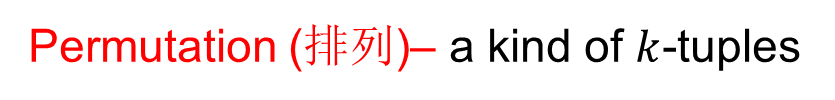 Permutation (排列)– a kind of k-tuples